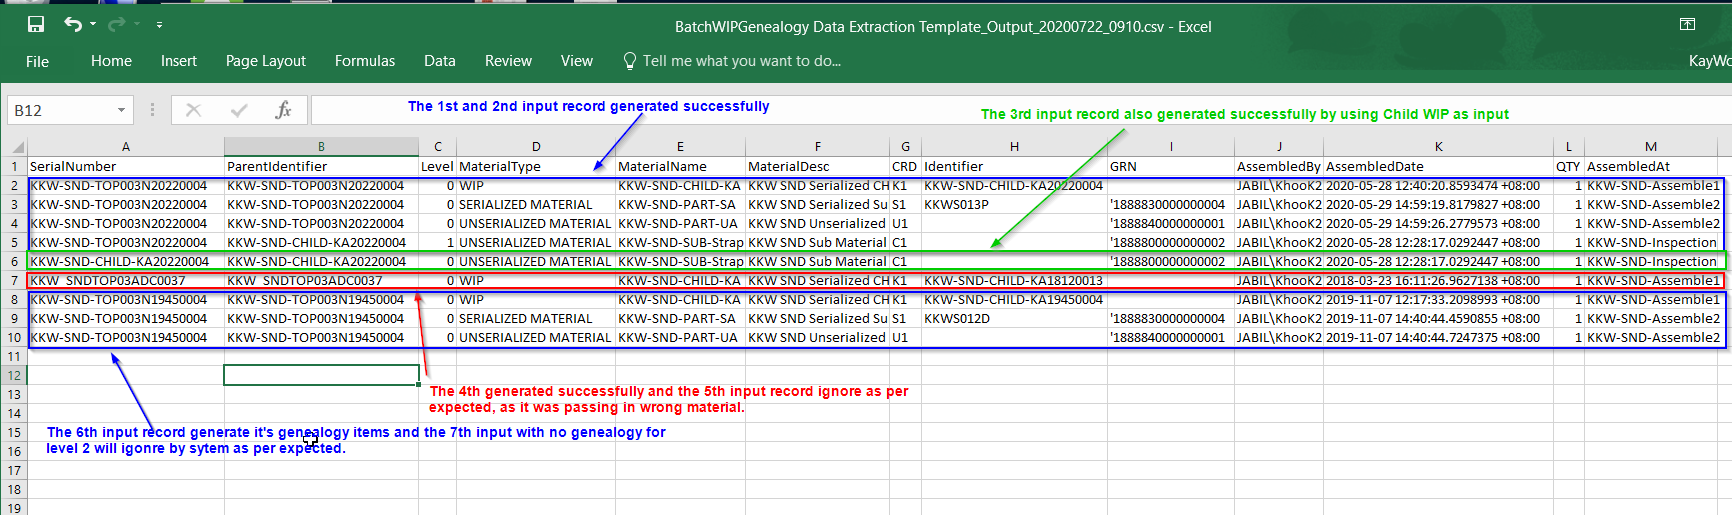 BatchWIPGenealogy Data Extraction Template_Output_20200722_0910.csv - Excel
File Home Insert Page Layout Formulas Data Review View Tell me what you want to do... KayWo
B12 fx
The 1st and 2nd input record generated successfully
The 3rd input record also generated successfully by using Child WIP as input
A B C D E F G H I J K L M
1 SerialNumber ParentIdentifier Level MaterialType MaterialName MaterialDesc CRD Identifier GRN AssembledBy AssembledDate QTY AssembledAt
2 KKW-SND-TOP003N20220004 KKW-SND-TOP003N20220004 0 WIP KKW-SND-CHILD-KA KKW SND Serialized CH K1 KKW-SND-CHILD-KA20220004 JABIL\KhooK2 2020-05-28 12:40:20.8593474 +08:00 1 KKW-SND-Assemble1
3 KKW-SND-TOP003N20220004 KKW-SND-TOP003N20220004 0 SERIALIZED MATERIAL KKW-SND-PART-SA KKW SND Serialized Su S1 KKWS013P '1888830000000004 JABIL\KhooK2 2020-05-29 14:59:19.8179827 +08:00 1 KKW-SND-Assemble2
4 KKW-SND-TOP003N20220004 KKW-SND-TOP003N20220004 0 UNSERIALIZED MATERIAL KKW-SND-PART-UA KKW SND Unserialized U1 '1888840000000001 JABIL\KhooK2 2020-05-29 14:59:26.2779573 +08:00 1 KKW-SND-Assemble2
5 KKW-SND-TOP003N20220004 KKW-SND-CHILD-KA20220004 1 UNSERIALIZED MATERIAL KKW-SND-SUB-Strap KKW SND Sub Material C1 '1888800000000002 JABIL\KhooK2 2020-05-28 12:28:17.0292447 +08:00 1 KKW-SND-Inspection
6 KKW-SND-CHILD-KA20220004 KKW-SND-CHILD-KA20220004 0 UNSERIALIZED MATERIAL KKW-SND-SUB-Strap KKW SND Sub Material C1 '1888800000000002 JABIL\KhooK2 2020-05-28 12:28:17.0292447 +08:00 1 KKW-SND-Inspection
7 KKW_SNDTOP03ADC0037 KKW_SNDTOP03ADC0037 0 WIP KKW-SND-CHILD-KA KKW SND Serialized CH K1 KKW-SND-CHILD-KA18120013 JABIL\KhooK2 2018-03-23 16:11:26.9627138 +08:00 1 KKW-SND-Assemble1
8 KKW-SND-TOP003N19450004 KKW-SND-TOP003N19450004 0 WIP KKW-SND-CHILD-KA KKW SND Serialized CH K1 KKW-SND-CHILD-KA19450004 JABIL\KhooK2 2019-11-07 12:17:33.2098993 +08:00 1 KKW-SND-Assemble1
9 KKW-SND-TOP003N19450004 KKW-SND-TOP003N19450004 0 SERIALIZED MATERIAL KKW-SND-PART-SA KKW SND Serialized Su S1 KKWS012D '1888830000000004 JABIL\KhooK2 2019-11-07 14:40:44.4590855 +08:00 1 KKW-SND-Assemble2
10 KKW-SND-TOP003N19450004 KKW-SND-TOP003N19450004 0 UNSERIALIZED MATERIAL KKW-SND-PART-UA KKW SND Unserialized U1 '1888840000000001 JABIL\KhooK2 2019-11-07 14:40:44.7247375 +08:00 1 KKW-SND-Assemble2
11
12
13
14
15
16
17
18
19
The 4th generated successfully and the 5th input record ignore as per
expected, as it was passing in wrong material.
The 6th input record generate it's genealogy items and the 7th input with no genealogy for
level 2 will igonre by sytem as per expected.